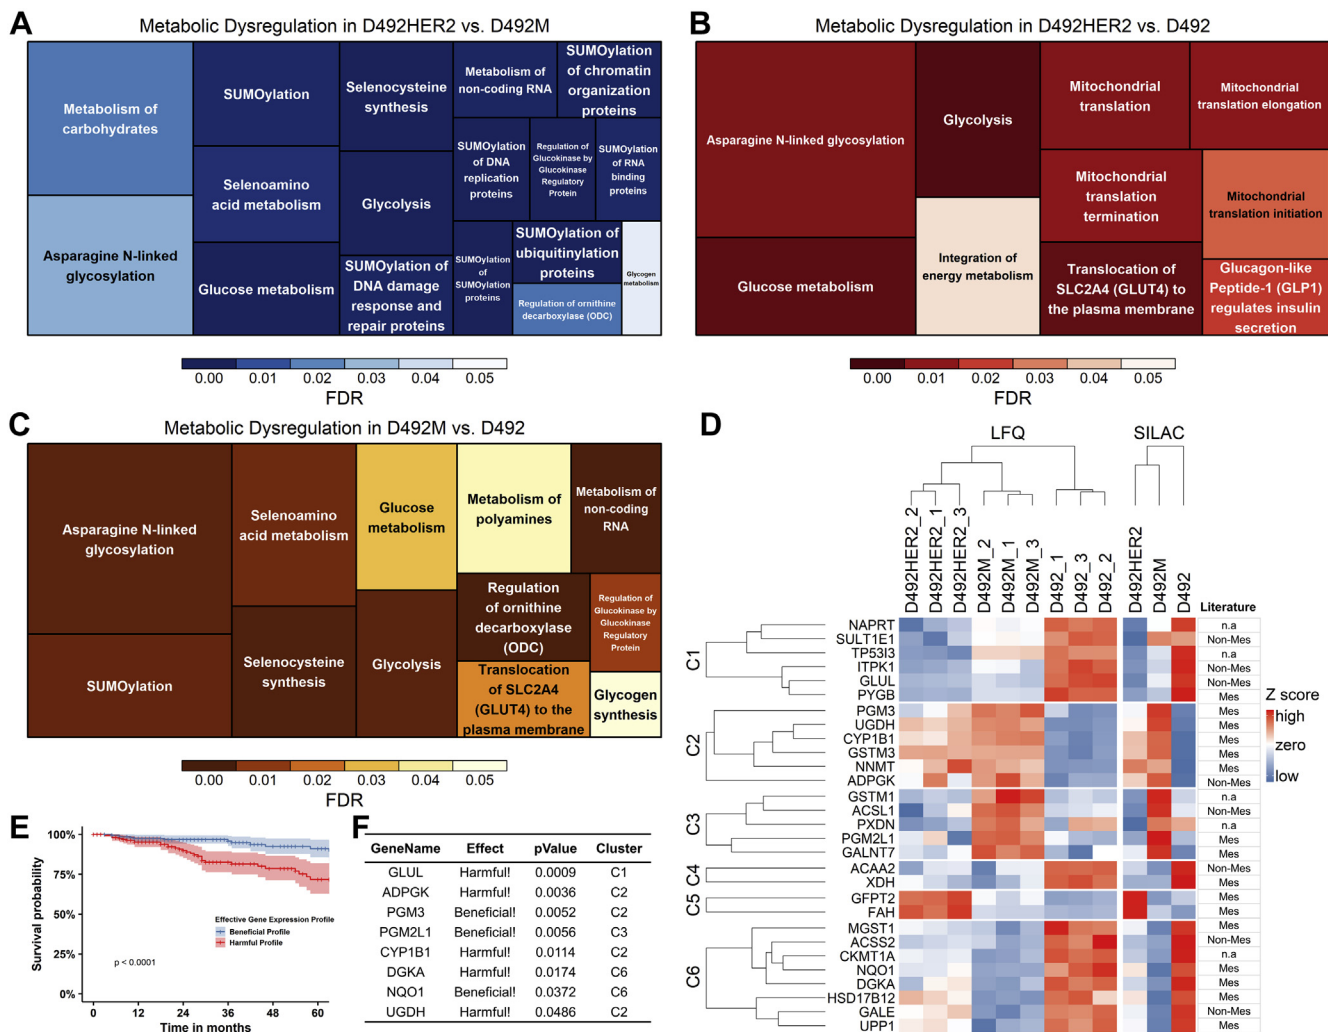 A
Metabolic Dysregulation in D492HER2 vs. D492M
Metabolism of
carbohydrates
Asparagine N-linked
glycosylation
SUMOylation
Selenoamino
acid metabolism
Glucose metabolism
Selenocysteine
synthesis
Glycolysis
SUMOylation of
DNA damage
response and
repair proteins
Metabolism of
non-coding RNA
SUMOylation
of chromatin
organization
proteins
SUMOylation
of DNA
replication
proteins
Regulation of
Glucokinase by
Glucokinase
Regulatory
Protein
SUMOylation
of RNA
binding
proteins
SUMOylation
of
SUMOylation
proteins
SUMOylation of
ubiquitinylation
proteins
Regulation of ornithine
decarboxylase (ODC)
Glycogen
metabolism
0.00 0.01 0.02 0.03 0.04 0.05
FDR
B
Metabolic Dysregulation in D492HER2 vs. D492
Asparagine N-linked glycosylation
Glucose metabolism
Glycolysis
Integration of
energy metabolism
Mitochondrial
translation
Mitochondrial
translation elongation
Mitochondrial
translation
termination
Mitochondrial
translation initiation
Translocation of
SLC2A4 (GLUT4) to
the plasma membrane
Glucagon-like
Peptide-1 (GLP1)
regulates insulin
secretion
0.00 0.01 0.02 0.03 0.04 0.05
FDR
C
Metabolic Dysregulation in D492M vs. D492
Asparagine N-linked
glycosylation
SUMOylation
Selenoamino
acid metabolism
Selenocysteine
synthesis
Glucose
metabolism
Glycolysis
Metabolism of
polyamines
Metabolism of
non-coding
RNA
Regulation
of ornithine
decarboxylase
(ODC)
Regulation of
Glucokinase by
Glucokinase
Regulatory
Protein
Translocation
of SLC2A4
(GLUT4) to the
plasma membrane
Glycogen
synthesis
0.00 0.01 0.02 0.03 0.04 0.05
FDR
D
LFQ SILAC
D492HER2_2
D492HER2_1
D492HER2_3
D492M_2
D492M_1
D492M_3
D492_1
D492_3
D492_2
D492HER2
D492M
D492
Literature
C1
C2
C3
C4
C5
C6
NAPRT n.a
SULT1E1 Non-Mes
TP53I3 n.a
ITPK1 Non-Mes
GLUL Non-Mes
PYGB Mes
PGM3 Mes
UGDH Mes
CYP1B1 Mes
GSTM3 Mes
NNMT Mes
ADPGK Non-Mes
GSTM1 n.a
ACSL1 Non-Mes
PXDN n.a
PGM2L1 Mes
GALNT7 Mes
ACAA2 Non-Mes
XDH Mes
GFPT2 Mes
FAH Mes
MGST1 Mes
ACSS2 Non-Mes
CKMT1A n.a
NQO1 Mes
DGKA Mes
HSD17B12 Mes
GALE Non-Mes
UPP1 Mes
Z score
high
zero
low
E
Survival probability
100%
75%
50%
25%
0%
Effective Gene Expression Profile
Beneficial Profile
Harmful Profile
p < 0.0001
0 12 24 36 48 60
Time in months
F
GeneName Effect pValue Cluster
GLUL Harmful! 0.0009 C1
ADPGK Harmful! 0.0036 C2
PGM3 Beneficial! 0.0052 C2
PGM2L1 Beneficial! 0.0056 C3
CYP1B1 Harmful! 0.0114 C2
DGKA Harmful! 0.0174 C6
NQO1 Beneficial! 0.0372 C6
UGDH Harmful! 0.0486 C2